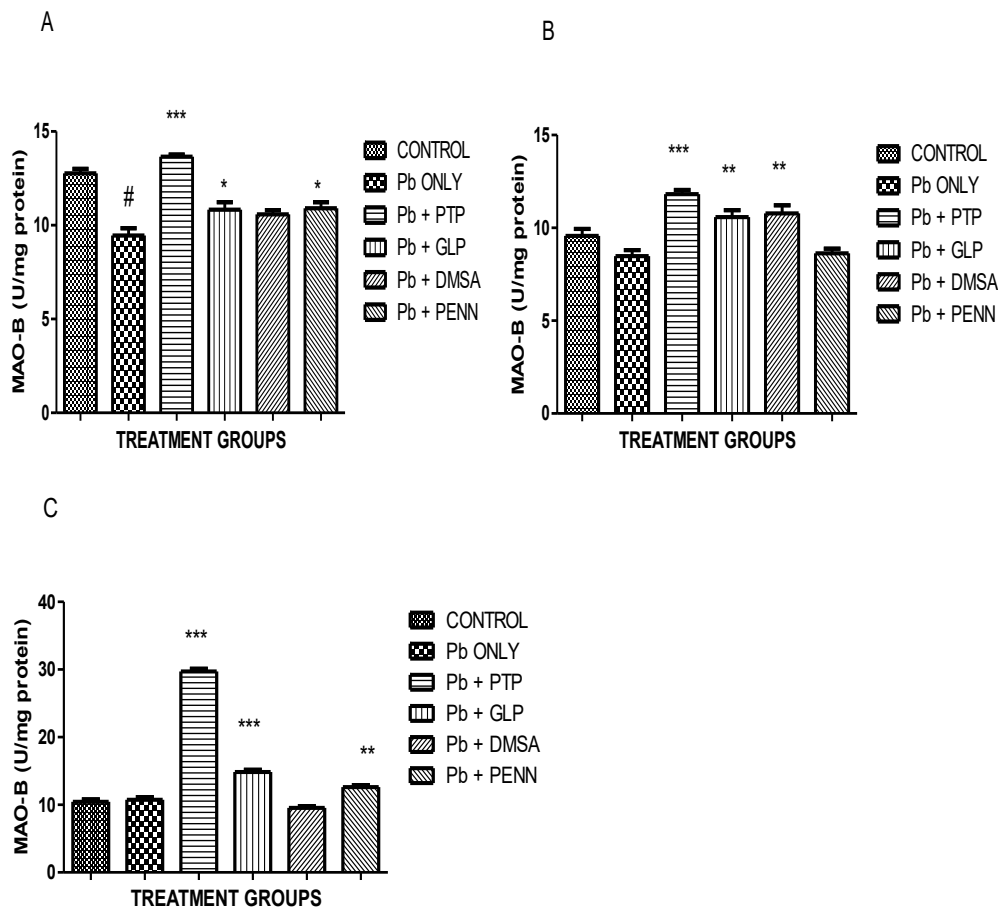 A
MAO-B (U/mg protein)
15
10
5
0
#
***
*
*
TREATMENT GROUPS
CONTROL
Pb ONLY
Pb + PTP
Pb + GLP
Pb + DMSA
Pb + PENN
B
MAO-B (U/mg protein)
15
10
5
0
***
**
**
TREATMENT GROUPS
CONTROL
Pb ONLY
Pb + PTP
Pb + GLP
Pb + DMSA
Pb + PENN
C
MAO-B (U/mg protein)
40
30
20
10
0
***
***
**
TREATMENT GROUPS
CONTROL
Pb ONLY
Pb + PTP
Pb + GLP
Pb + DMSA
Pb + PENN